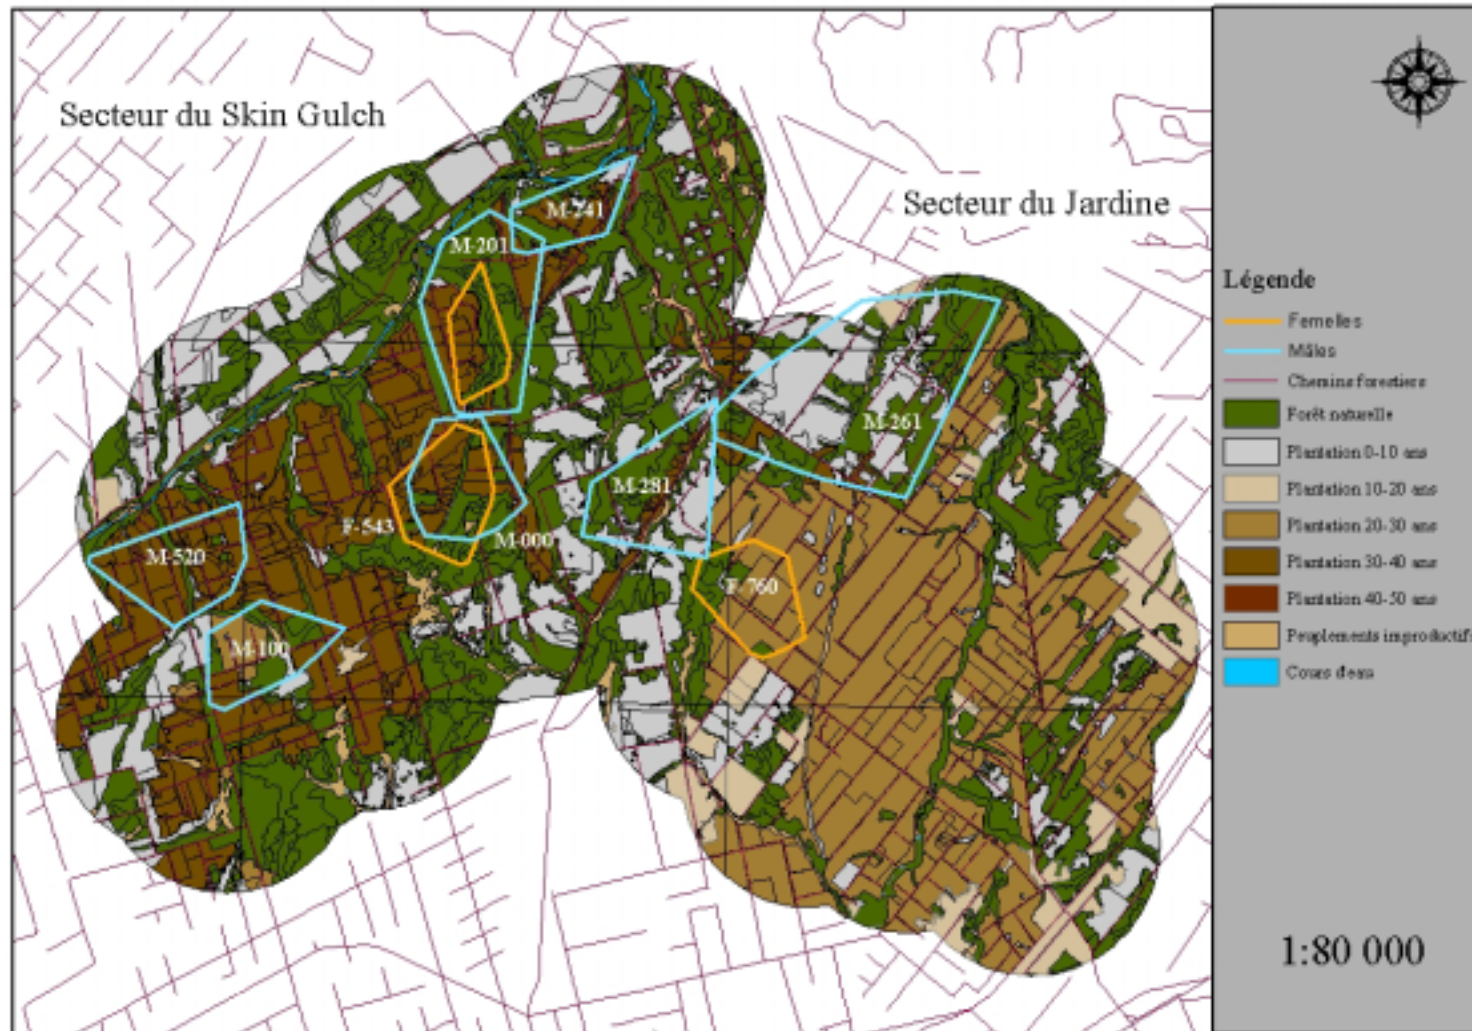 Secteur du Skin Gulch
Secteur du Jardine
M-241
M-201
M-261
M-281
F-543
M-000
M-520
F-760
M-100
Légende
Femelles
Mâles
Chemins forestiers
Forêt naturelle
Plantation 0-10 ans
Plantation 10-20 ans
Plantation 20-30 ans
Plantation 30-40 ans
Plantation 40-50 ans
Peuplements improductifs
Cours d'eau
1:80 000